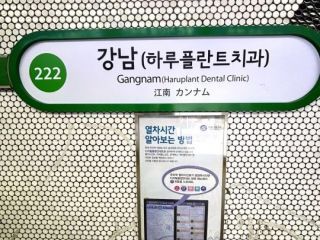 222
강남(하루플란트치과)
Gangnam(Haruplant Dental Clinic)
江南 カンナム
열차시간
알아보는 방법